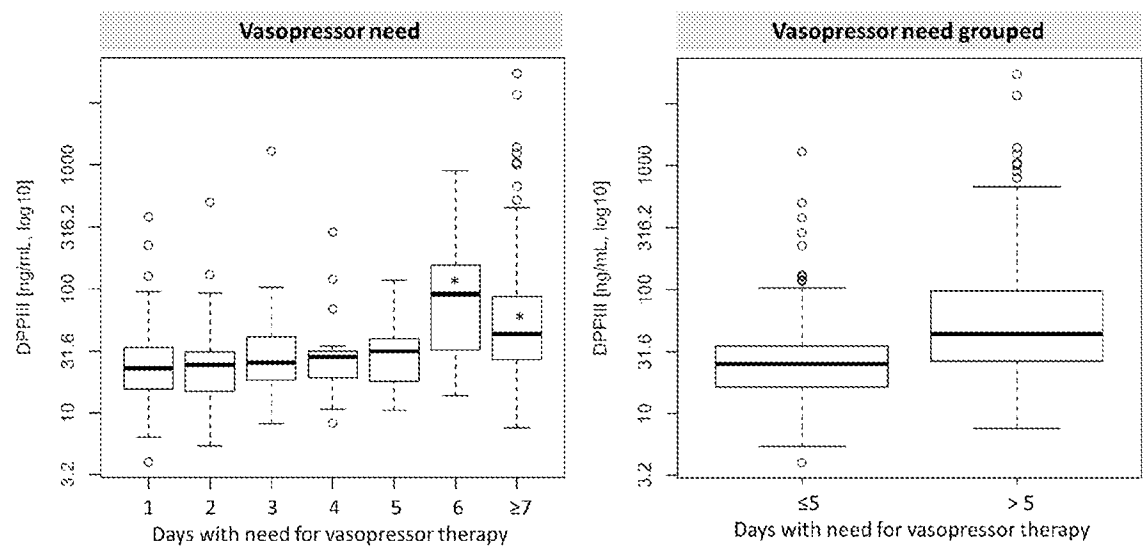 Vasopressor need
DPPIII [ng/mL, log10]
1000
316.2
100
31.6
10
3.2
*
*
1 2 3 4 5 6 ≥7
Days with need for vasopressor therapy
Vasopressor need grouped
DPPIII [ng/mL, log10]
1000
316.2
100
31.6
10
3.2
≤5 > 5
Days with need for vasopressor therapy